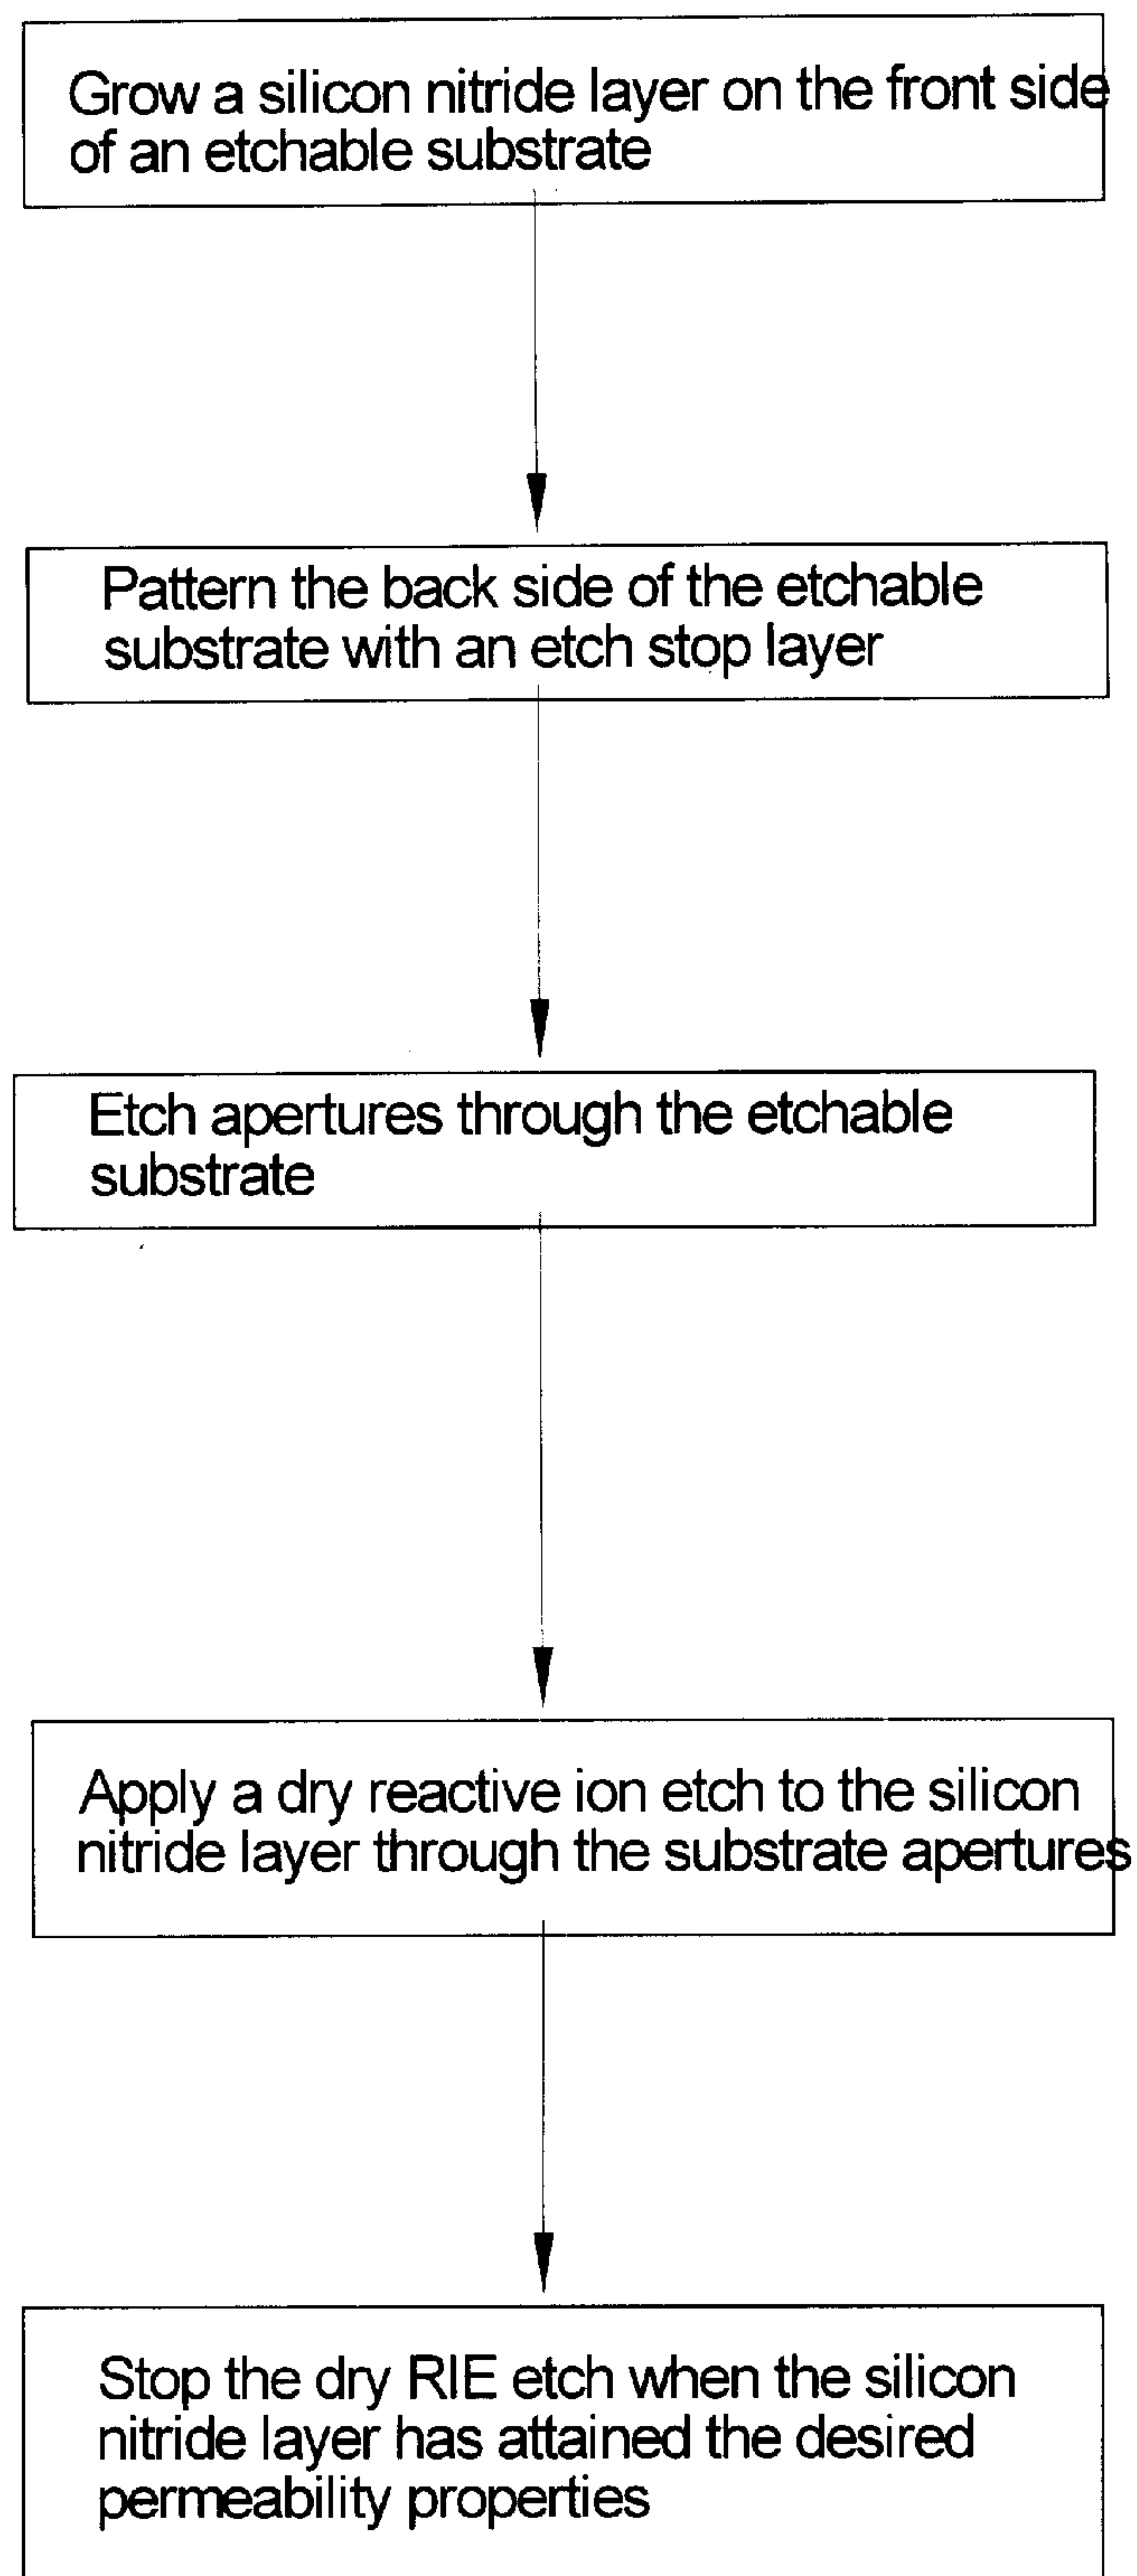 Grow a silicon nitride layer on the front side
of an etchable substrate
Pattern the back side of the etchable
substrate with an etch stop layer
Etch apertures through the etchable
substrate
Apply a dry reactive ion etch to the silicon
nitride layer through the substrate apertures
Stop the dry RIE etch when the silicon
nitride layer has attained the desired
permeability properties